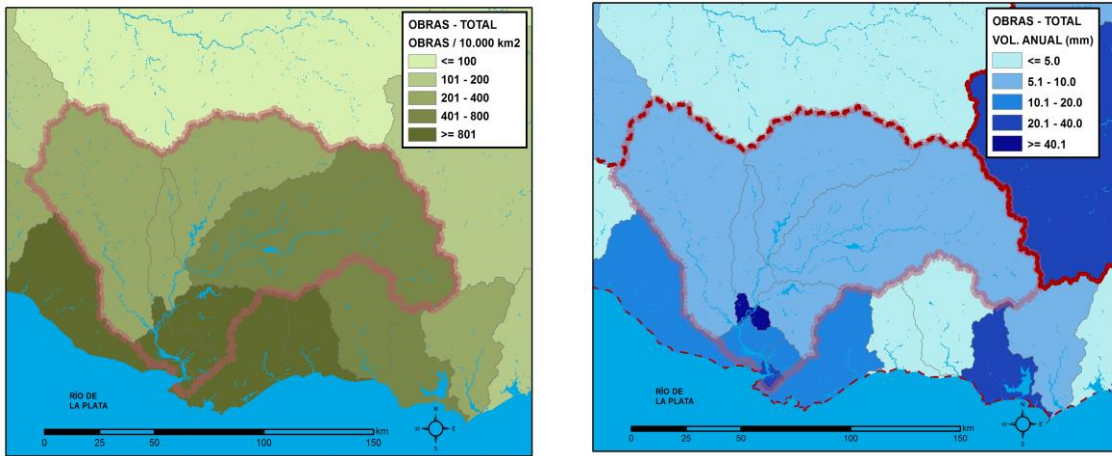 OBRAS - TOTAL
OBRAS / 10.000 km2
<= 100
101 - 200
201 - 400
401 - 800
>= 801
RÍO DE
LA PLATA
N
W E
S
km
0 25 50 100 150
OBRAS - TOTAL
VOL. ANUAL (mm)
<= 5.0
5.1 - 10.0
10.1 - 20.0
20.1 - 40.0
>= 40.1
RÍO DE
LA PLATA
N
W E
S
km
0 25 50 100 150